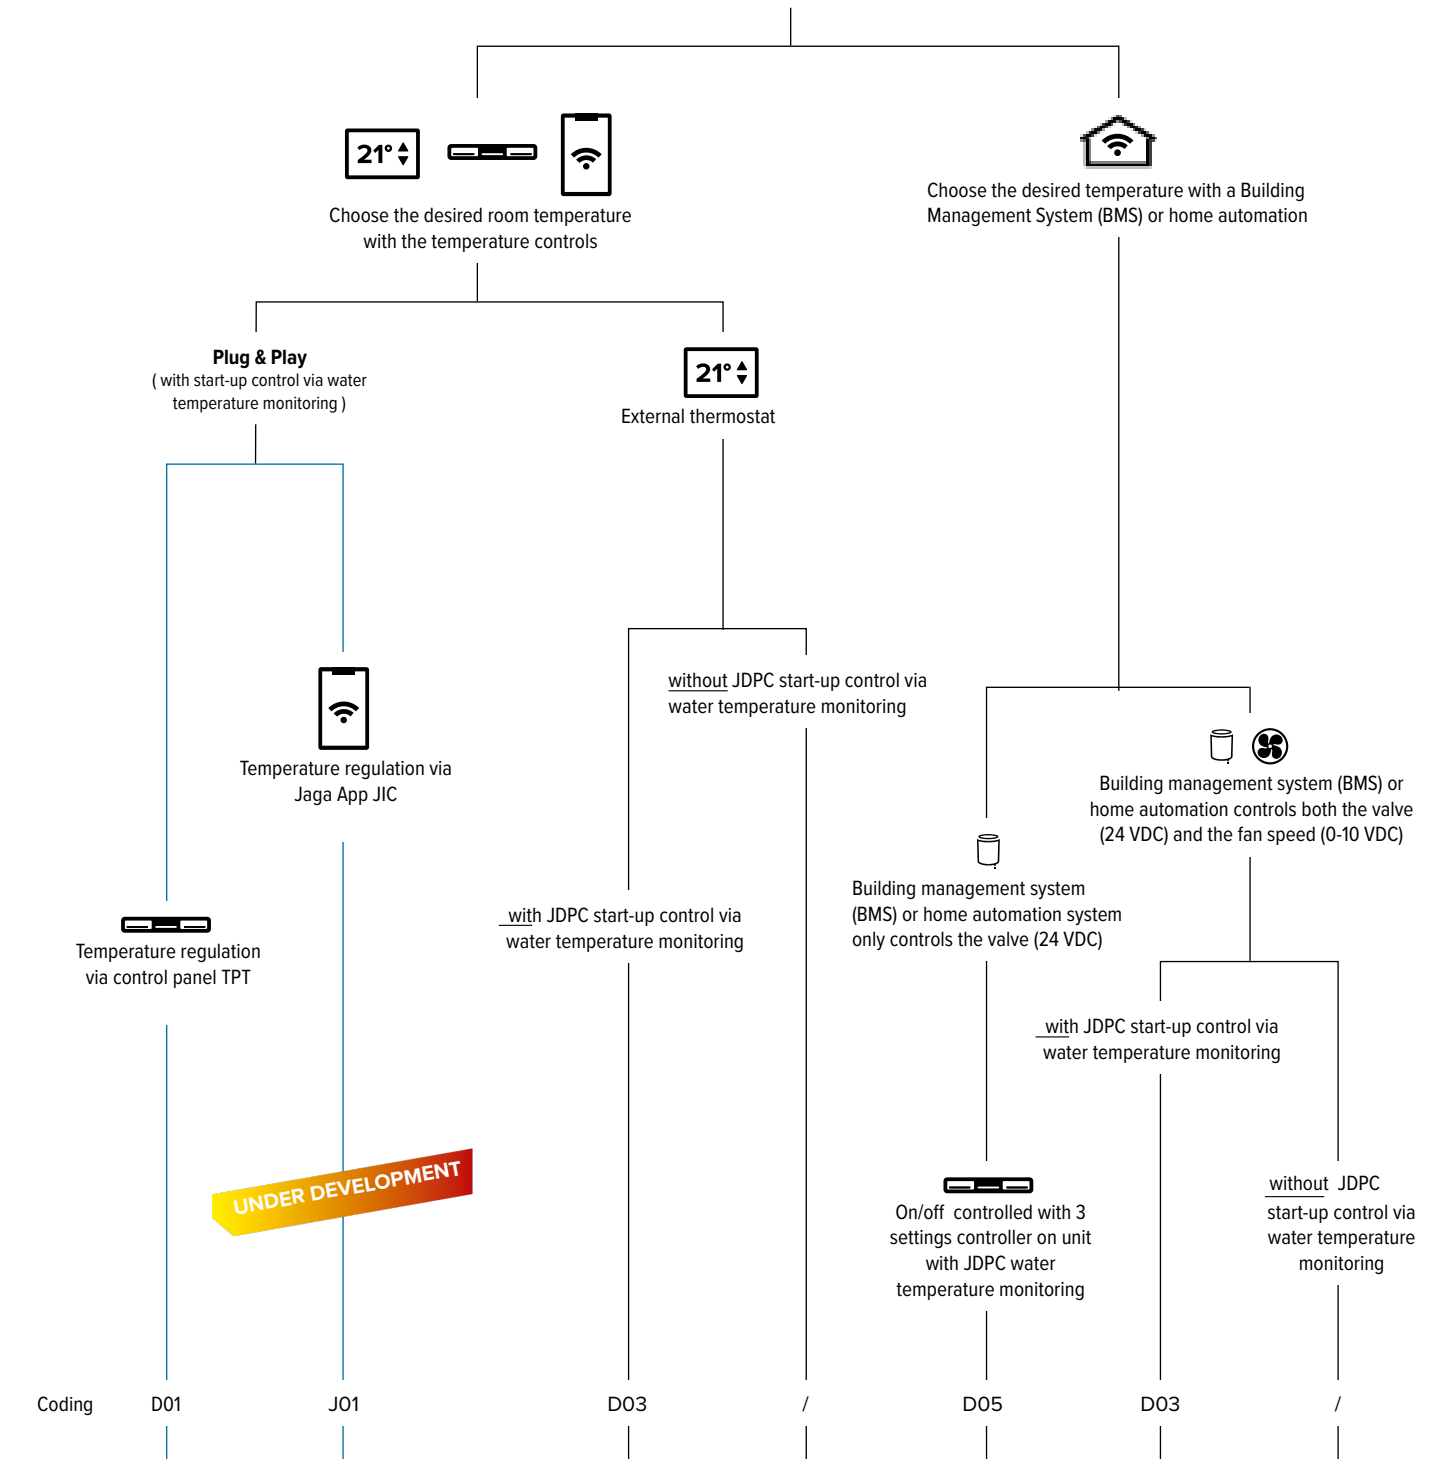 21°
Choose the desired room temperature
with the temperature controls
Choose the desired temperature with a Building
Management System (BMS) or home automation
Plug & Play
( with start-up control via water
temperature monitoring )
21°
External thermostat
without JDPC start-up control via
water temperature monitoring
Temperature regulation via
Jaga App JIC
Building management system (BMS) or
home automation controls both the valve
(24 VDC) and the fan speed (0-10 VDC)
Building management system
(BMS) or home automation system
only controls the valve (24 VDC)
with JDPC start-up control via
water temperature monitoring
Temperature regulation
via control panel TPT
with JDPC start-up control via
water temperature monitoring
UNDER DEVELOPMENT
On/off controlled with 3
settings controller on unit
with JDPC water
temperature monitoring
without JDPC
start-up control via
water temperature
monitoring
Coding D01 J01 D03 / D05 D03 /